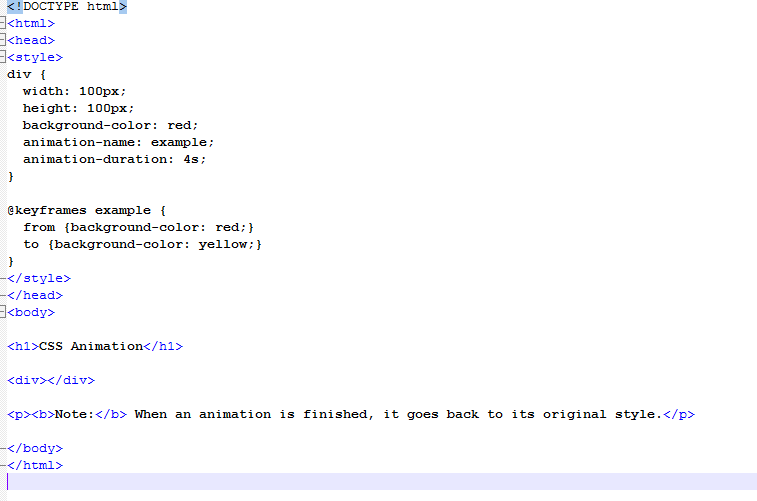 <!DOCTYPE html>
<html>
<head>
<style>
div {
  width: 100px;
  height: 100px;
  background-color: red;
  animation-name: example;
  animation-duration: 4s;
}

@keyframes example {
  from {background-color: red;}
  to {background-color: yellow;}
}
</style>
</head>
<body>

<h1>CSS Animation</h1>

<div></div>

<p><b>Note:</b> When an animation is finished, it goes back to its original style.</p>

</body>
</html>